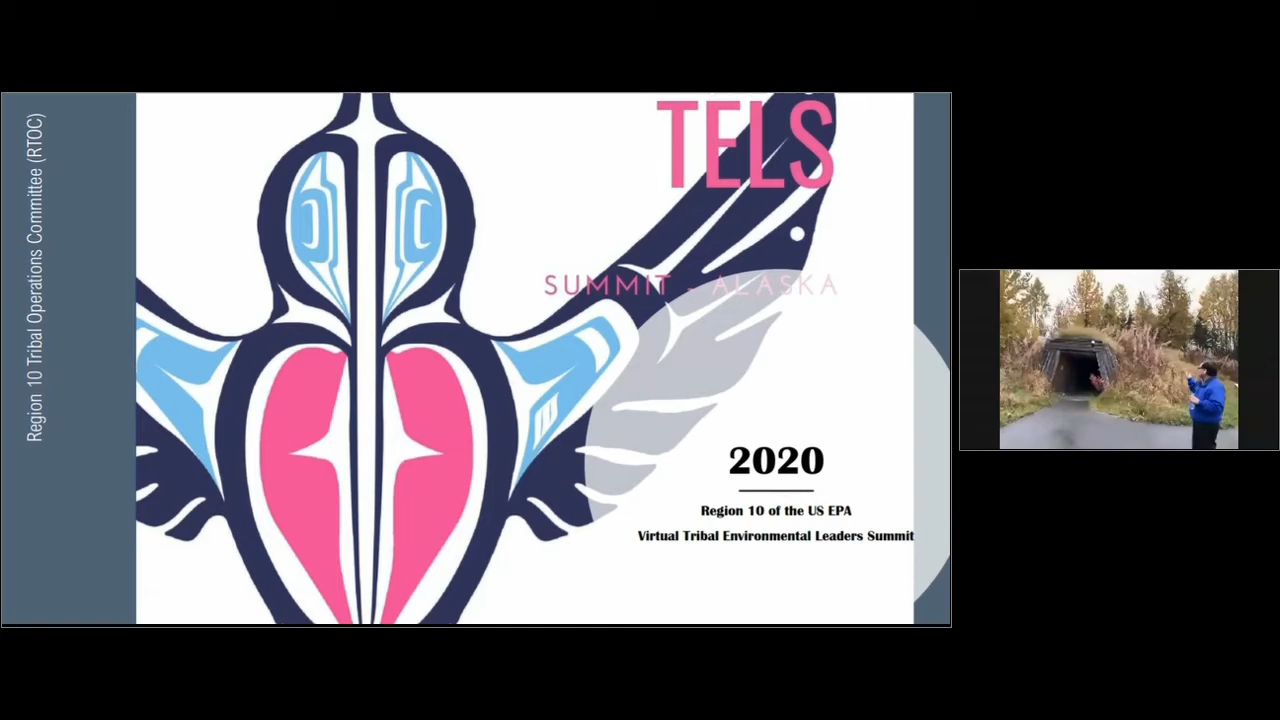 Region 10 Tribal Operations Committee (RTOC)
TELS
SUMMIT - ALASKA
2020
Region 10 of the US EPA
Virtual Tribal Environmental Leaders Summit